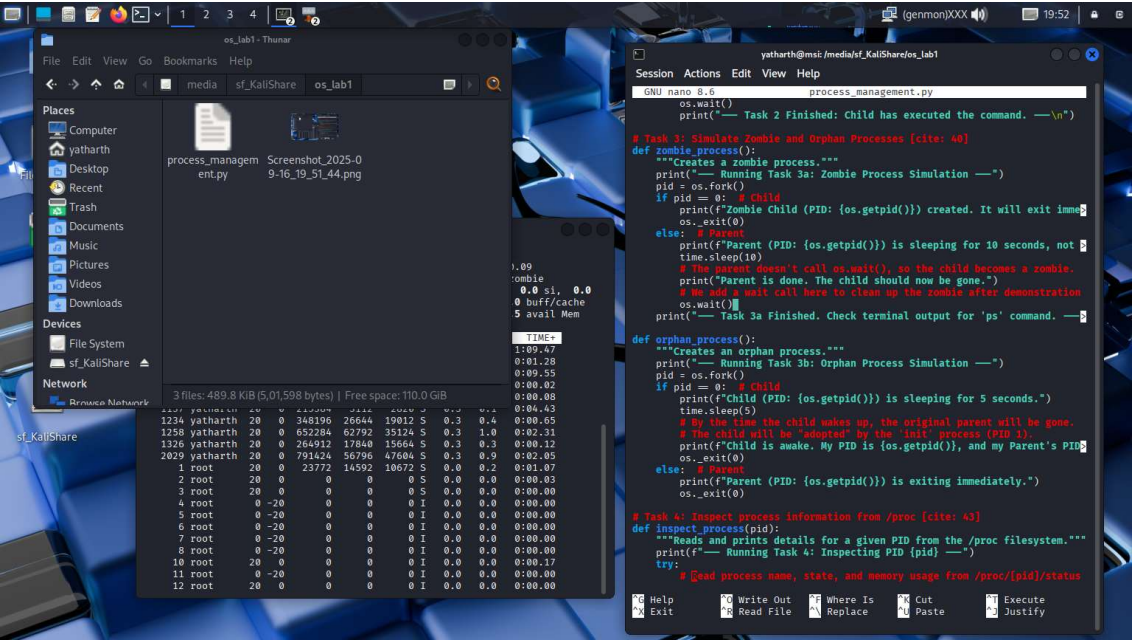 1 2 3 4
(genmon)XXX
19:52
os_lab1 - Thunar
File Edit View Go Bookmarks Help
media sf_KaliShare os_lab1
Places
Computer
yatharth
Desktop
Recent
Trash
Documents
Music
Pictures
Videos
Downloads
Devices
File System
sf_KaliShare
Network
Browse Network
process_managem
ent.py
Screenshot_2025-0
9-16_19_51_44.png
3 files: 489.8 KiB (5,01,598 bytes) | Free space: 110.0 GiB
sf_KaliShare
zombie
0.0 si, 0.0
buff/cache
avail Mem
TIME+
1:09.47
0:01.28
0:09.55
0:00.02
0:00.08
0:04.43
1234 yatharth 20 0 348196 26644 19012 S 0.3 0.4 0:00.65
1258 yatharth 20 0 652284 62792 35124 S 0.3 1.0 0:02.31
1326 yatharth 20 0 264912 17840 15664 S 0.3 0.3 0:00.12
2029 yatharth 20 0 791424 56796 47604 S 0.3 0.9 0:02.05
1 root 20 0 23772 14592 10672 S 0.0 0.2 0:01.07
2 root 20 0 0 0 0 S 0.0 0.0 0:00.03
3 root 20 0 0 0 0 S 0.0 0.0 0:00.00
4 root 0 -20 0 0 0 I 0.0 0.0 0:00.00
5 root 0 -20 0 0 0 I 0.0 0.0 0:00.00
6 root 0 -20 0 0 0 I 0.0 0.0 0:00.00
7 root 0 -20 0 0 0 I 0.0 0.0 0:00.00
8 root 0 -20 0 0 0 I 0.0 0.0 0:00.00
10 root 20 0 0 0 0 I 0.0 0.0 0:00.17
11 root 0 -20 0 0 0 I 0.0 0.0 0:00.00
12 root 20 0 0 0 0 I 0.0 0.0 0:00.00
yatharth@msi: /media/sf_KaliShare/os_lab1
Session Actions Edit View Help
GNU nano 8.6 process_management.py
os.wait()
print("—— Task 2 Finished: Child has executed the command. ——\n")
# Task 3: Simulate Zombie and Orphan Processes [cite: 40]
def zombie_process():
"""Creates a zombie process."""
print("—— Running Task 3a: Zombie Process Simulation ——")
pid = os.fork()
if pid == 0: # Child
print(f"Zombie Child (PID: {os.getpid()}) created. It will exit imme>
os._exit(0)
else: # Parent
print(f"Parent (PID: {os.getpid()}) is sleeping for 10 seconds, not >
time.sleep(10)
# The parent doesn't call os.wait(), so the child becomes a zombie.
print("Parent is done. The child should now be gone.")
# We add a wait call here to clean up the zombie after demonstration
os.wait()
print("—— Task 3a Finished. Check terminal output for 'ps' command. ——>
def orphan_process():
"""Creates an orphan process."""
print("—— Running Task 3b: Orphan Process Simulation ——")
pid = os.fork()
if pid == 0: # Child
print(f"Child (PID: {os.getpid()}) is sleeping for 5 seconds.")
time.sleep(5)
# By the time the child wakes up, the original parent will be gone.
# The child will be "adopted" by the 'init' process (PID 1).
print(f"Child is awake. My PID is {os.getpid()}, and my Parent's PID>
os._exit(0)
else: # Parent
print(f"Parent (PID: {os.getpid()}) is exiting immediately.")
os._exit(0)
# Task 4: Inspect process information from /proc [cite: 43]
def inspect_process(pid):
"""Reads and prints details for a given PID from the /proc filesystem."""
print(f"—— Running Task 4: Inspecting PID {pid} ——")
try:
# Read process name, state, and memory usage from /proc/[pid]/status
^G Help ^O Write Out ^F Where Is ^K Cut ^T Execute
^X Exit ^R Read File ^\ Replace ^U Paste ^J Justify